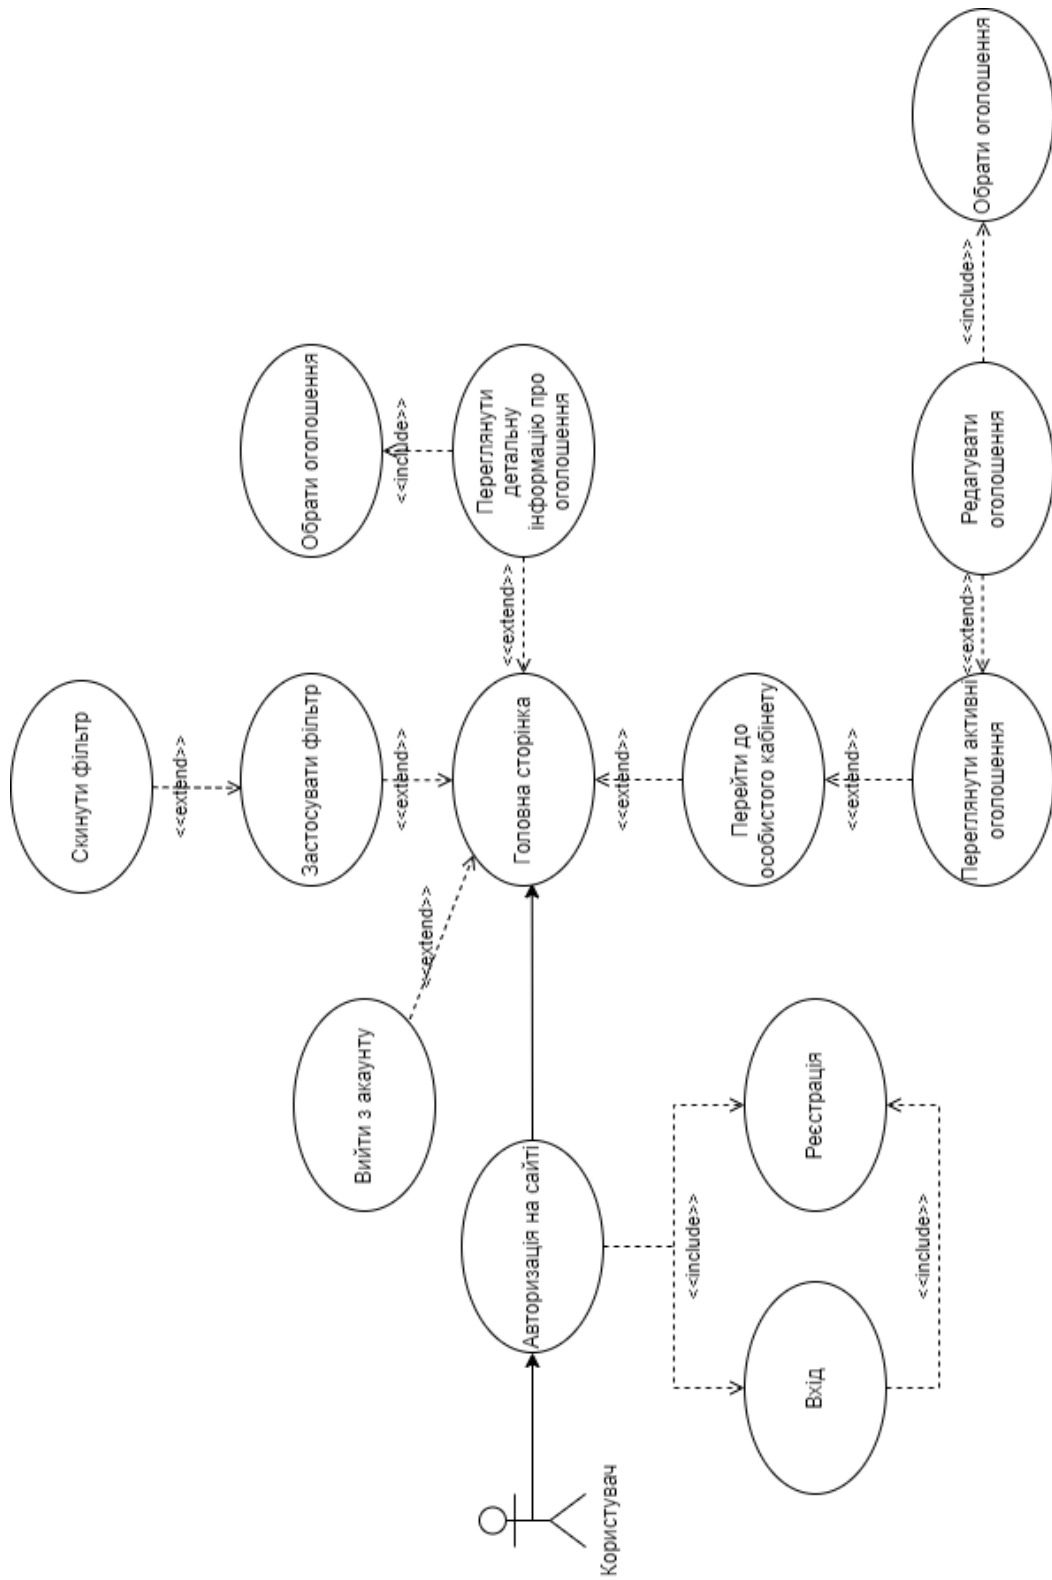 Скинути фільтр
<<extend>>
Обрати оголошення
Застосувати фільтр
<<include>>
<<extend>>
Вийти з акаунту
<<extend>>
Переглянути
детальну
інформацію про
оголошення
<<extend>>
Користувач
Авторизація на сайті
Головна сторінка
<<extend>>
<<include>>
Перейти до
особистого кабінету
Вхід
Реєстрація
<<extend>>
<<include>>
Переглянути активні
оголошення
<<extend>>
Редагувати
оголошення
<<include>>
Обрати оголошення